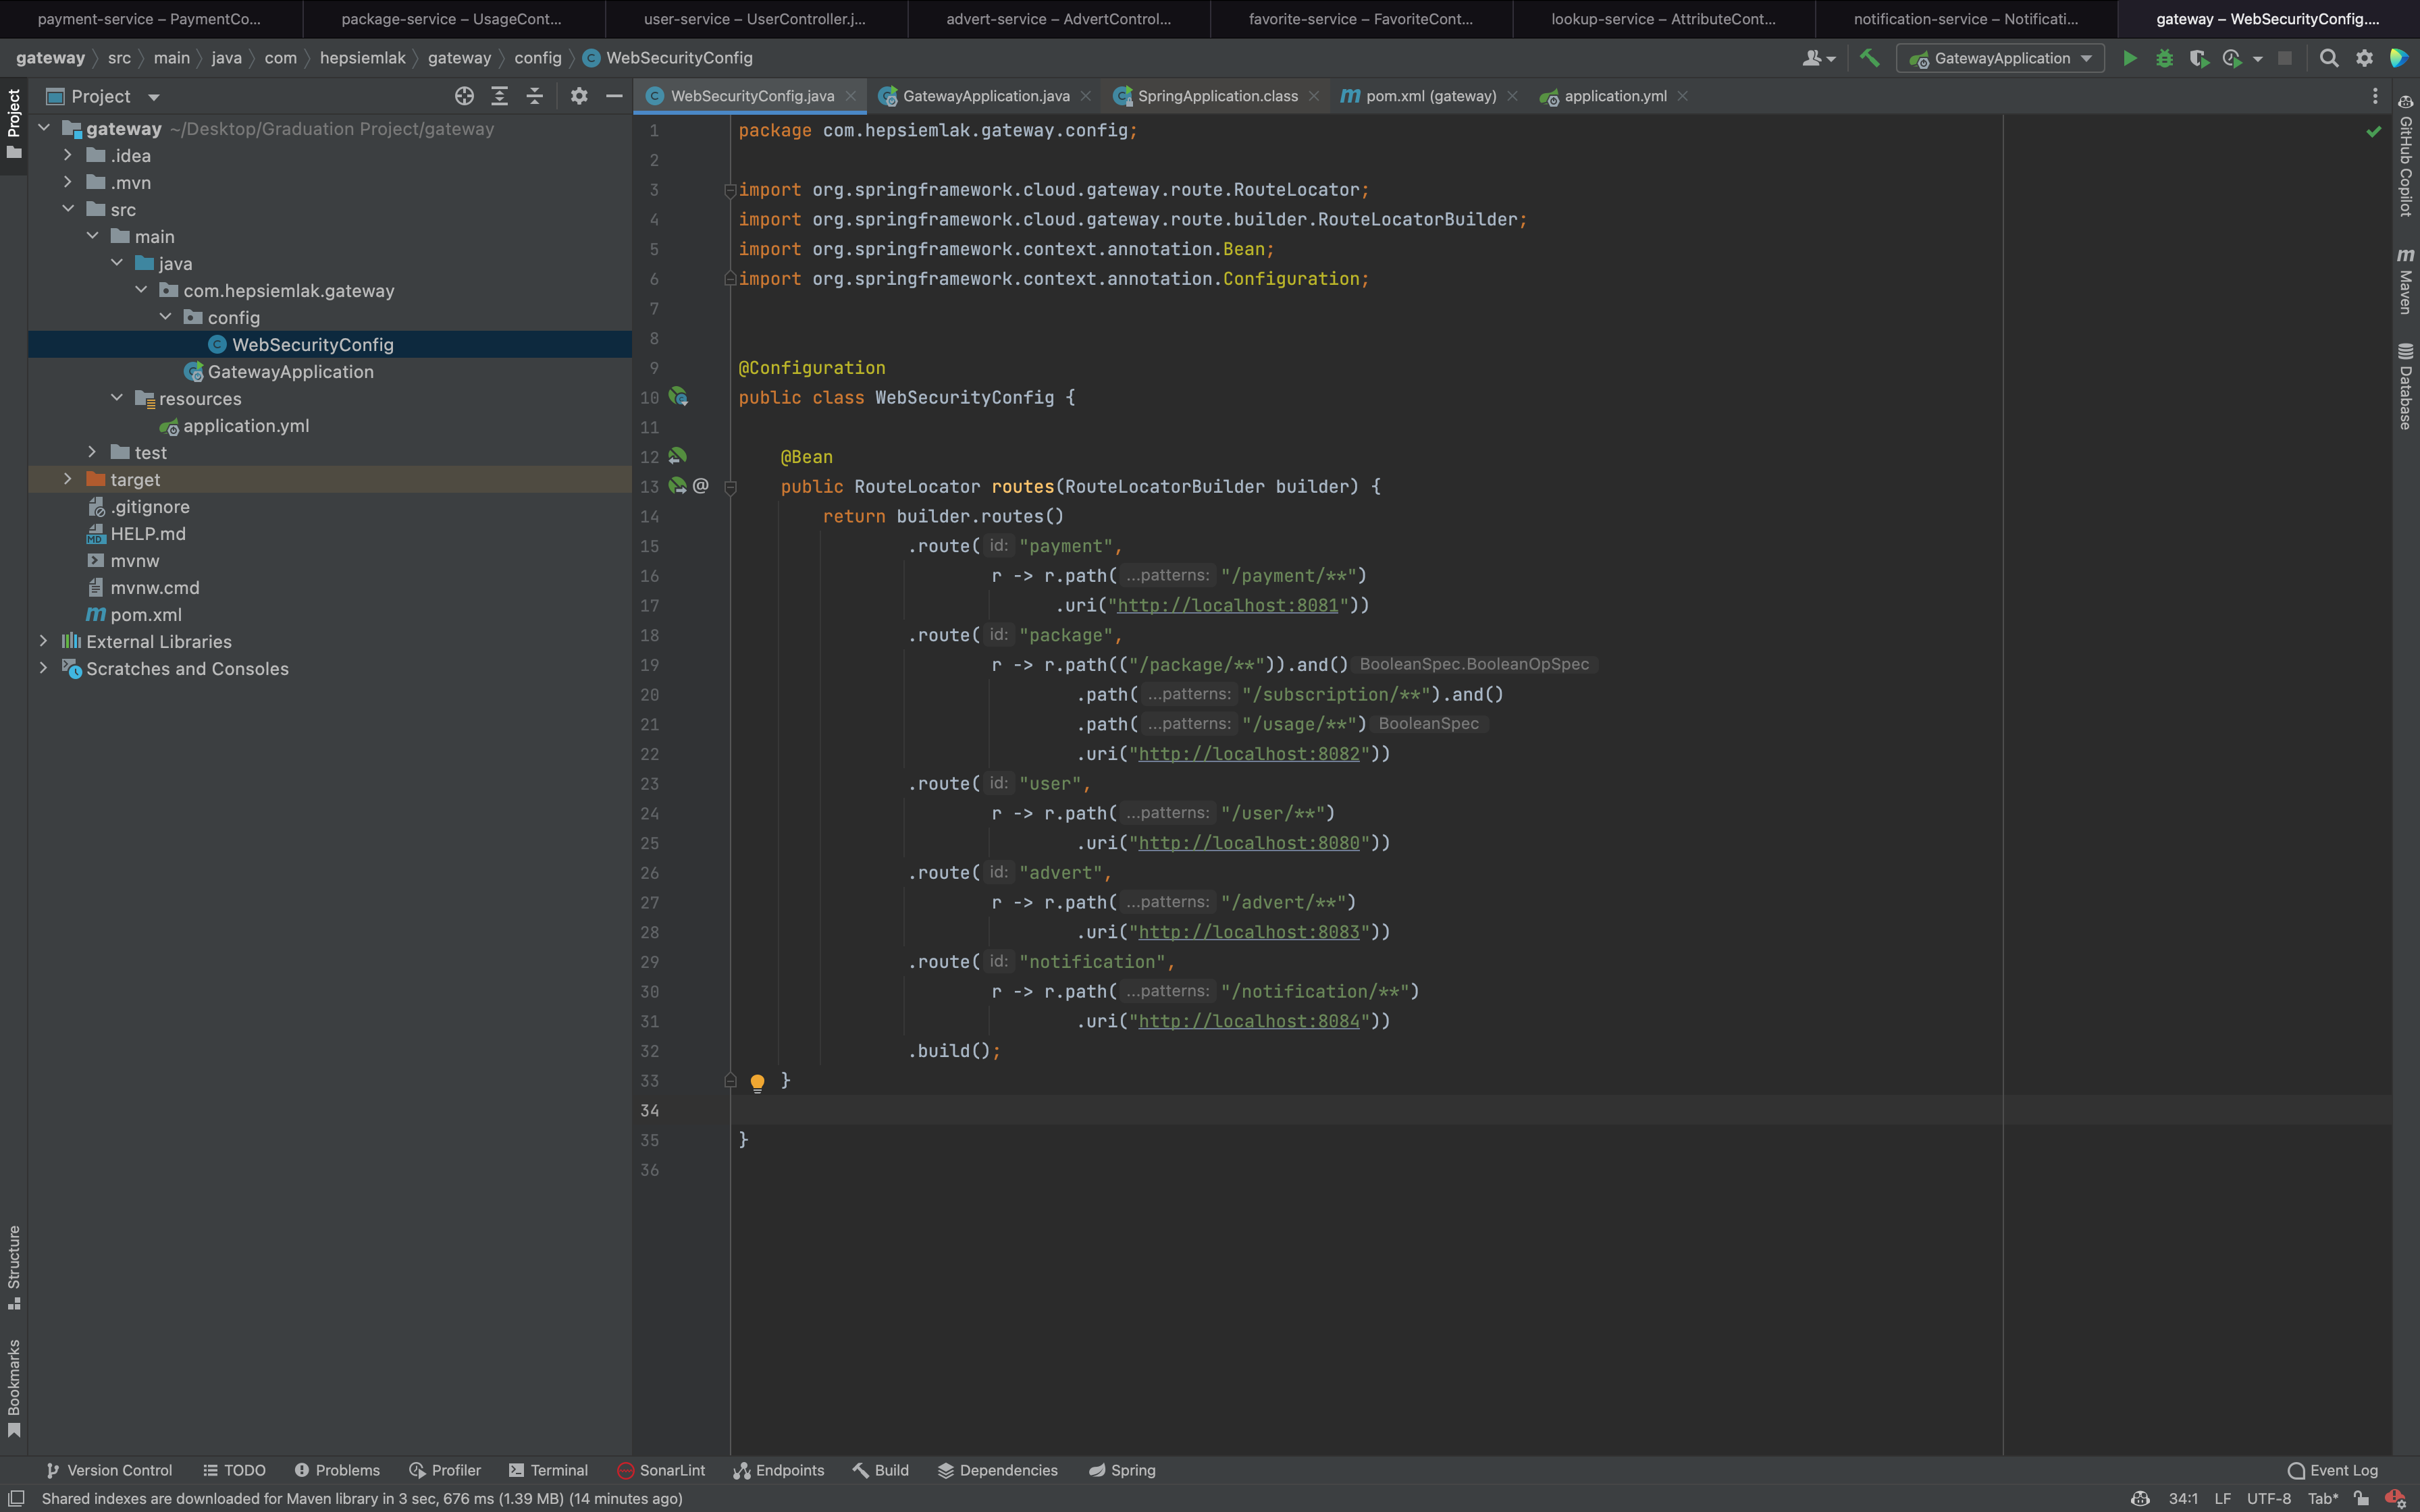 payment-service – PaymentCo...
package-service – UsageCont...
user-service – UserController.j...
advert-service – AdvertControl...
favorite-service – FavoriteCont...
lookup-service – AttributeCont...
notification-service – Notificati...
gateway – WebSecurityConfig....
gateway
src
main
java
com
hepsiemlak
gateway
config
WebSecurityConfig
GatewayApplication
Project
Project
WebSecurityConfig.java
GatewayApplication.java
SpringApplication.class
pom.xml (gateway)
application.yml
gateway ~/Desktop/Graduation Project/gateway
.idea
.mvn
src
main
java
com.hepsiemlak.gateway
config
WebSecurityConfig
GatewayApplication
resources
application.yml
test
target
.gitignore
HELP.md
mvnw
mvnw.cmd
pom.xml
External Libraries
Scratches and Consoles
1 package com.hepsiemlak.gateway.config;
2
3 import org.springframework.cloud.gateway.route.RouteLocator;
4 import org.springframework.cloud.gateway.route.builder.RouteLocatorBuilder;
5 import org.springframework.context.annotation.Bean;
6 import org.springframework.context.annotation.Configuration;
7
8
9 @Configuration
10 public class WebSecurityConfig {
11
12 @Bean
13 @ public RouteLocator routes(RouteLocatorBuilder builder) {
14 return builder.routes()
15 .route( id: "payment",
16 r -> r.path( ...patterns: "/payment/**")
17 .uri("http://localhost:8081"))
18 .route( id: "package",
19 r -> r.path(("/package/**")).and() BooleanSpec.BooleanOpSpec
20 .path( ...patterns: "/subscription/**").and()
21 .path( ...patterns: "/usage/**") BooleanSpec
22 .uri("http://localhost:8082"))
23 .route( id: "user",
24 r -> r.path( ...patterns: "/user/**")
25 .uri("http://localhost:8080"))
26 .route( id: "advert",
27 r -> r.path( ...patterns: "/advert/**")
28 .uri("http://localhost:8083"))
29 .route( id: "notification",
30 r -> r.path( ...patterns: "/notification/**")
31 .uri("http://localhost:8084"))
32 .build();
33 }
34
35 }
36
GitHub Copilot
Maven
Database
Structure
Bookmarks
Version Control
TODO
Problems
Profiler
Terminal
SonarLint
Endpoints
Build
Dependencies
Spring
Event Log
Shared indexes are downloaded for Maven library in 3 sec, 676 ms (1.39 MB) (14 minutes ago)
34:1
LF
UTF-8
Tab*